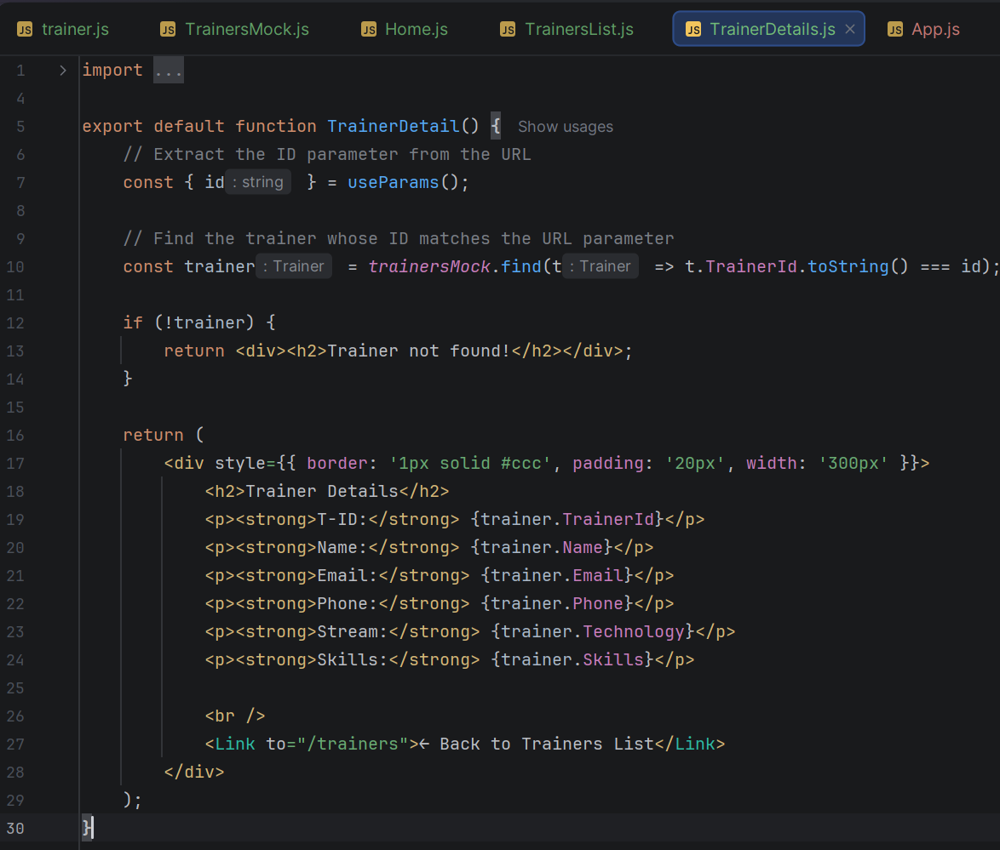 JS trainer.js JS TrainersMock.js JS Home.js JS TrainersList.js JS TrainerDetails.js × JS App.js
1 > import ...
4
5 export default function TrainerDetail() { Show usages
6     // Extract the ID parameter from the URL
7     const { id : string } = useParams();
8
9     // Find the trainer whose ID matches the URL parameter
10     const trainer : Trainer = trainersMock.find(t : Trainer => t.TrainerId.toString() === id);
11
12     if (!trainer) {
13         return <div><h2>Trainer not found!</h2></div>;
14     }
15
16     return (
17         <div style={{ border: '1px solid #ccc', padding: '20px', width: '300px' }}>
18             <h2>Trainer Details</h2>
19             <p><strong>T-ID:</strong> {trainer.TrainerId}</p>
20             <p><strong>Name:</strong> {trainer.Name}</p>
21             <p><strong>Email:</strong> {trainer.Email}</p>
22             <p><strong>Phone:</strong> {trainer.Phone}</p>
23             <p><strong>Stream:</strong> {trainer.Technology}</p>
24             <p><strong>Skills:</strong> {trainer.Skills}</p>
25
26             <br />
27             <Link to="/trainers">← Back to Trainers List</Link>
28         </div>
29     );
30 }